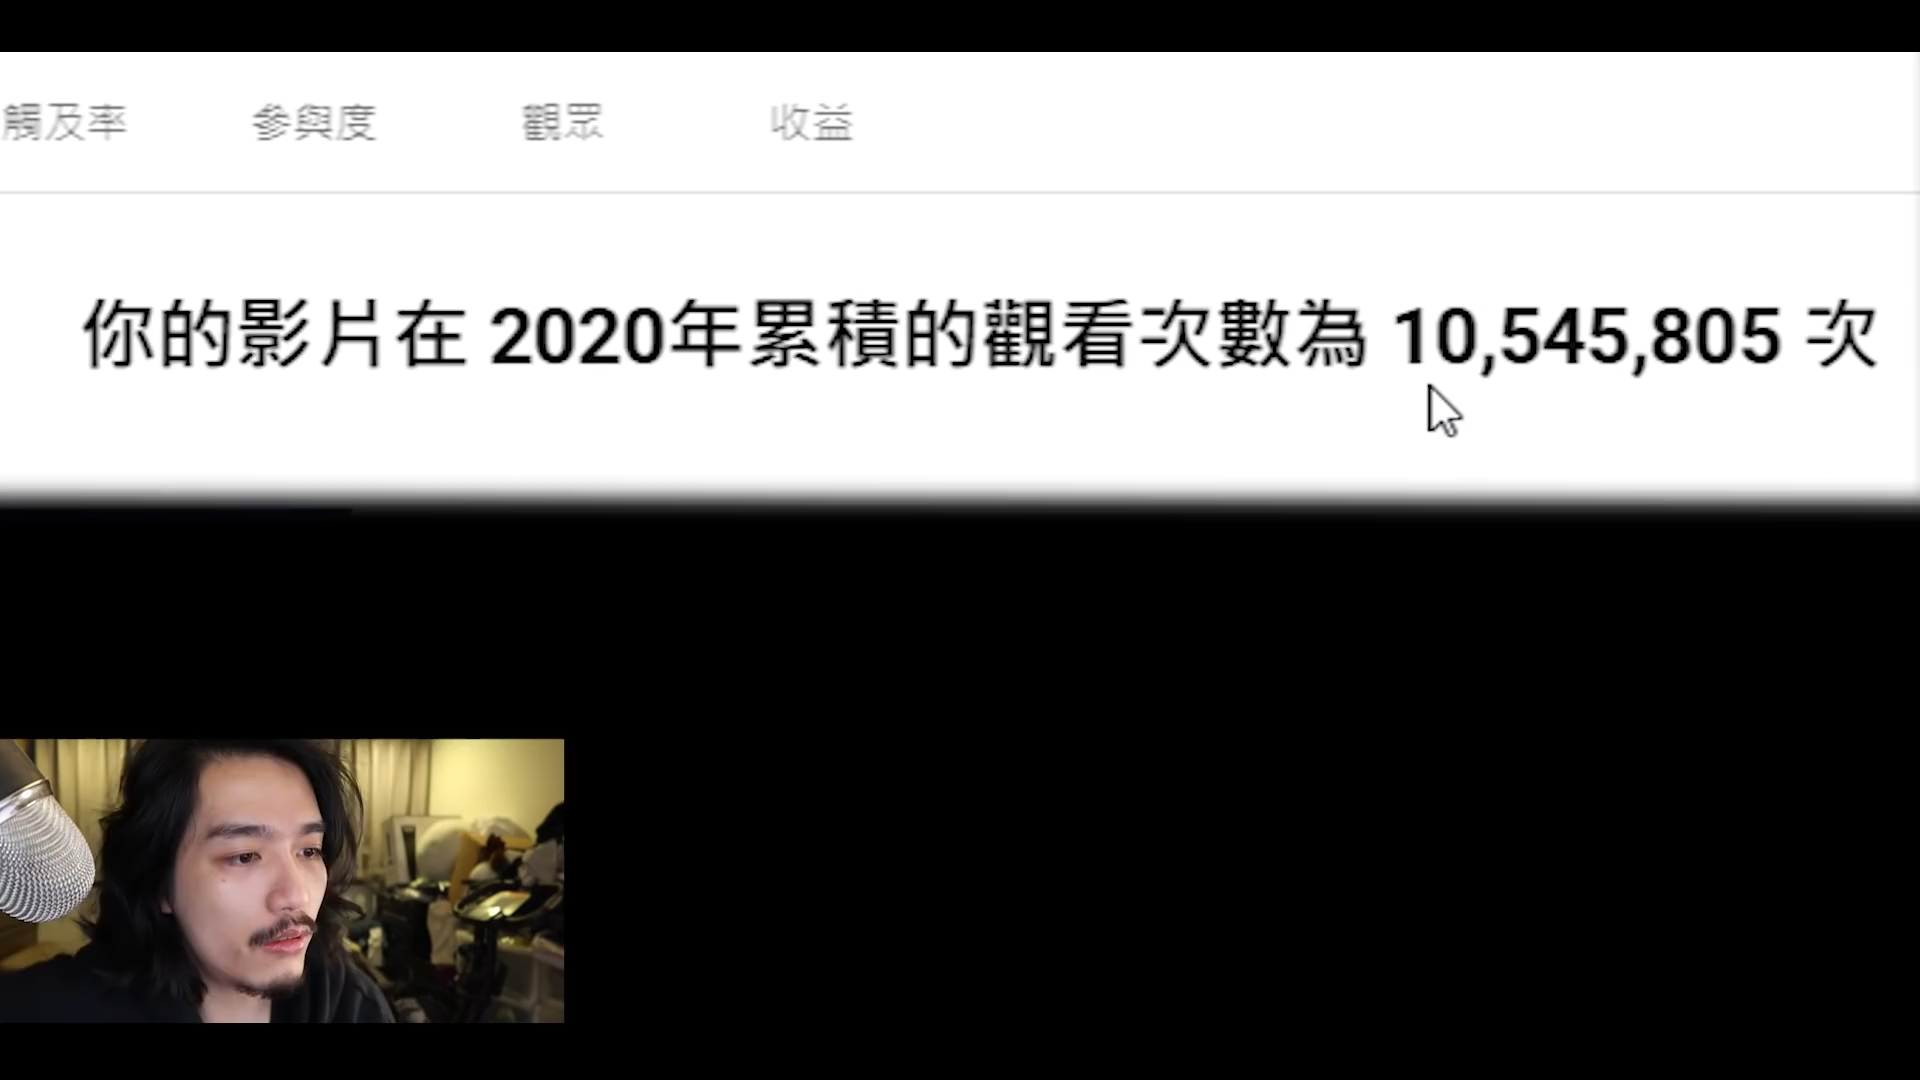 觸及率 參與度 觀眾 收益
你的影片在 2020年累積的觀看次數為 10,545,805 次